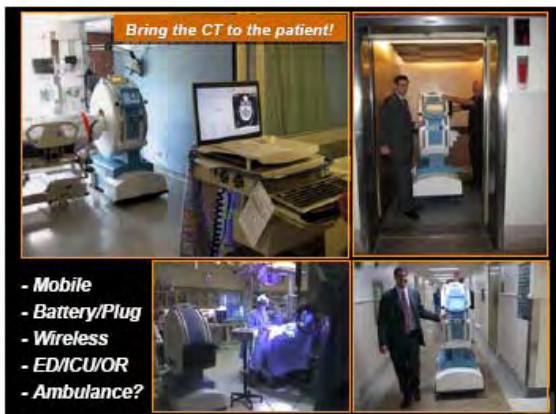 Bring the CT to the patient!
- Mobile
- Battery/Plug
- Wireless
- ED/ICU/OR
- Ambulance?